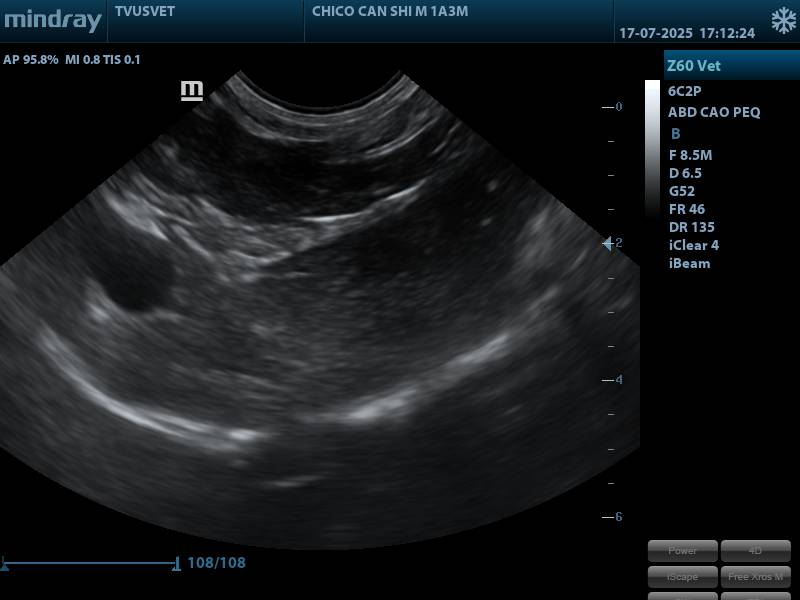 mindray
TVUSVET
CHICO CAN SHI M 1A3M
17-07-2025 17:12:24
AP 95.8% MI 0.8 TIS 0.1
m
Z60 Vet
6C2P
ABD CAO PEQ
B
F 8.5M
D 6.5
G52
FR 46
DR 135
iClear 4
iBeam
0
2
4
6
108/108
Power
4D
iScape
Free Xros M